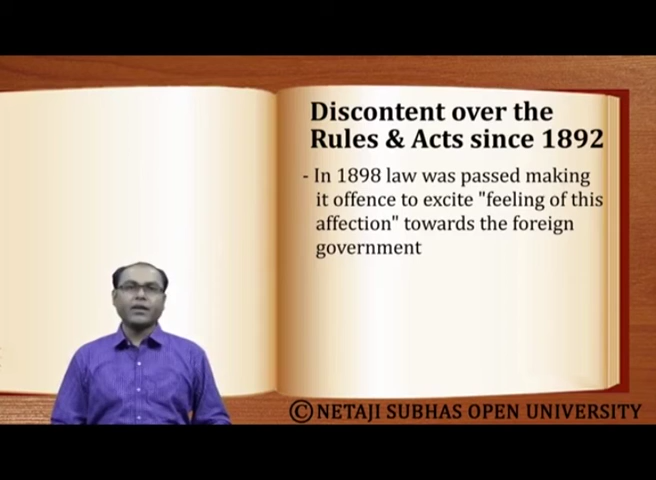 Discontent over the
Rules & Acts since 1892
- In 1898 law was passed making
it offence to excite "feeling of this
affection" towards the foreign
government
©NETAJI SUBHAS OPEN UNIVERSITY